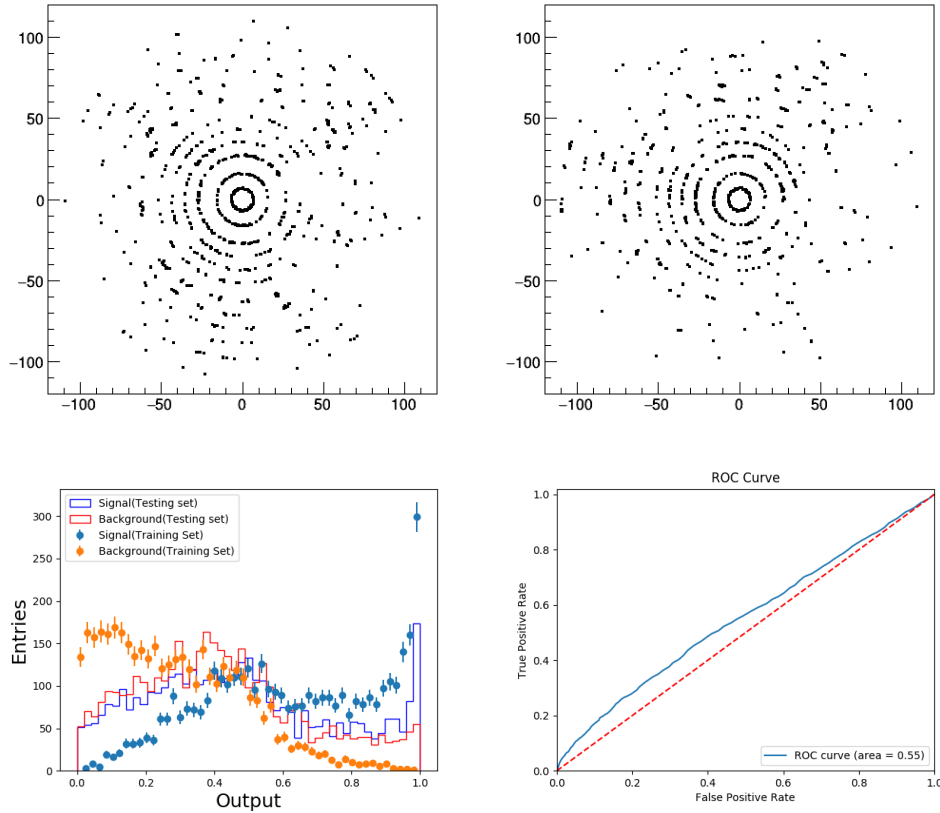 100
50
0
−50
−100
−100 −50 0 50 100
100
50
0
−50
−100
−100 −50 0 50 100
Signal(Testing set)
Background(Testing set)
Signal(Training Set)
Background(Training Set)
300
250
200
150
100
50
0
Entries
0.0 0.2 0.4 0.6 0.8 1.0
Output
ROC Curve
1.0
0.8
0.6
0.4
0.2
0.0
True Positive Rate
ROC curve (area = 0.55)
0.0 0.2 0.4 0.6 0.8 1.0
False Positive Rate